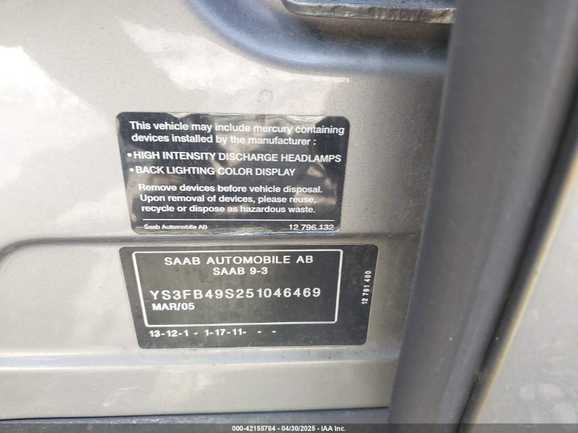 This vehicle may include mercury containing
devices installed by the manufacturer :
• HIGH INTENSITY DISCHARGE HEADLAMPS
• BACK LIGHTING COLOR DISPLAY
Remove devices before vehicle disposal.
Upon removal of devices, please reuse,
recycle or dispose as hazardous waste.
Saab Automobile AB 12 796 132
SAAB AUTOMOBILE AB
SAAB 9-3
YS3FB49S251046469
MAR/05
13-12-1 - 1-17-11- - -
12 781 480
000-42155784 - 04/30/2025 - IAA Inc.